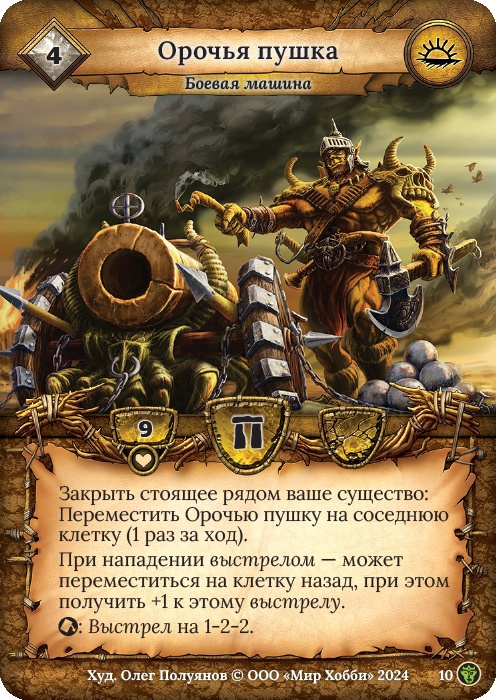 4
Орочья пушка
Боевая машина
9
Закрыть стоящее рядом ваше существо:
Переместить Орочью пушку на соседнюю
клетку (1 раз за ход).
При нападении выстрелом — может
переместиться на клетку назад, при этом
получить +1 к этому выстрелу.
: Выстрел на 1-2-2.
Худ. Олег Полуянов © ООО «Мир Хобби» 2024
10